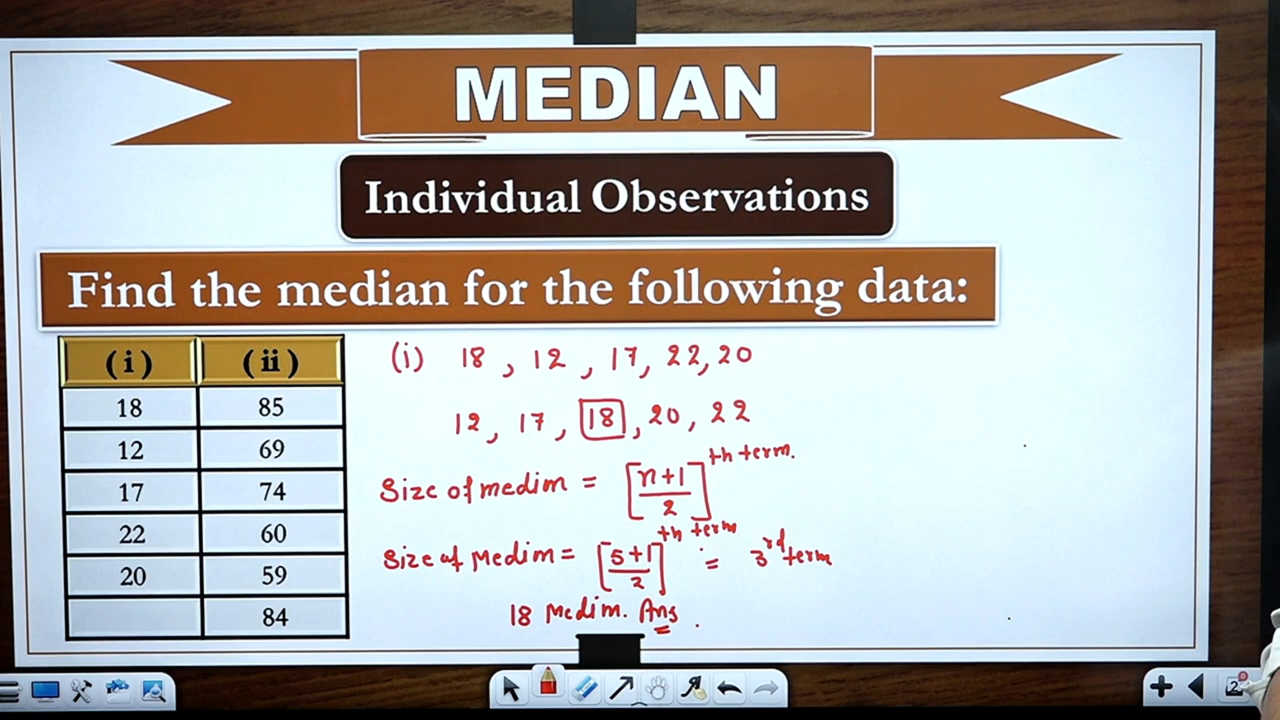 MEDIAN
Individual Observations
Find the median for the following data:
(i) (ii)
18 85
12 69
17 74
22 60
20 59
84
(i) 18 , 12 , 17, 22, 20
12, 17, 18, 20, 22
Size of medim = [n+1/2]th term.
Size of Medim = [5+1/2]th term = 3rd term
18 Medim. Ans.
2